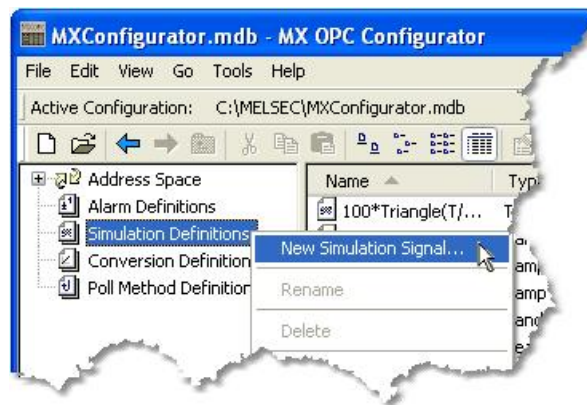 MXConfigurator.mdb - MX OPC Configurator
File Edit View Go Tools Help
Active Configuration: C:\MELSEC\MXConfigurator.mdb
Address Space
Alarm Definitions
Simulation Definitions
Conversion Definition
Poll Method Definition
Name
100*Triangle(T/...
New Simulation Signal...
Rename
Delete